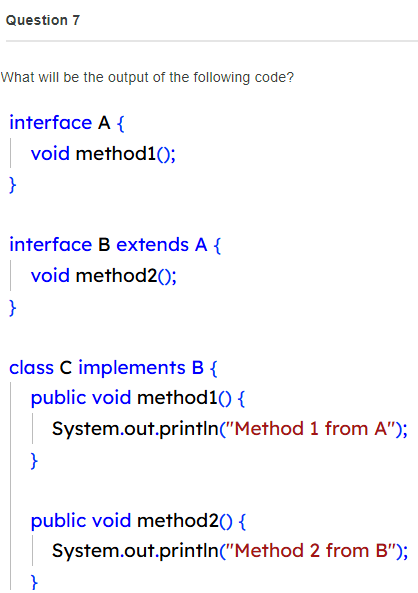 Question 7
What will be the output of the following code?
interface A {
void method1();
}
interface B extends A {
void method2();
}
class C implements B {
public void method1() {
System.out.println("Method 1 from A");
}
public void method2() {
System.out.println("Method 2 from B");
}